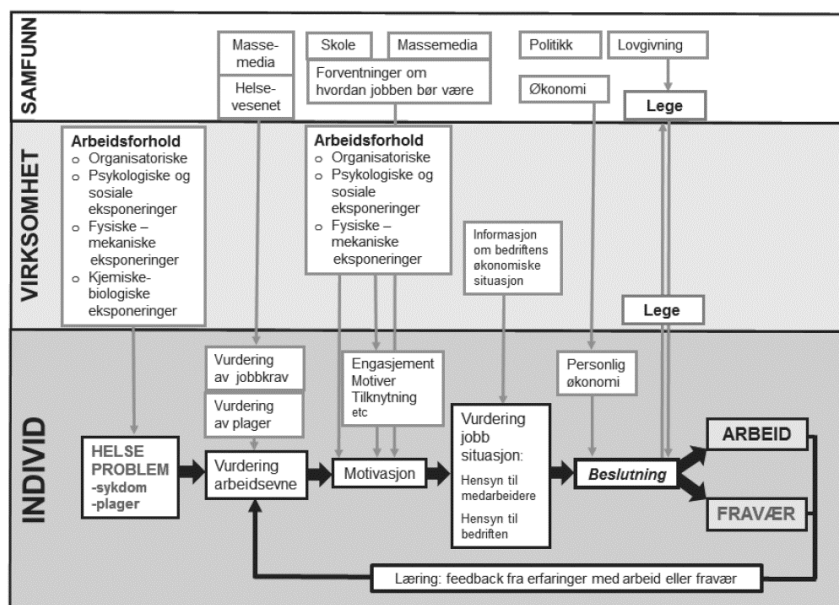 SAMFUNN
Masse-
media
Helse-
vesenet
Skole
Massemedia
Forventninger om
hvordan jobben bør være
Politikk
Økonomi
Lovgivning
Lege
VIRKSOMHET
Arbeidsforhold
o Organisatoriske
o Psykologiske og
sosiale
eksponeringer
o Fysiske –
mekaniske
eksponeringer
o Kjemiske-
biologiske
eksponeringer
Arbeidsforhold
o Organisatoriske
o Psykologiske og
sosiale
eksponeringer
o Fysiske –
mekaniske
eksponeringer
Informasjon
om bedriftens
økonomiske
situasjon
Lege
INDIVID
Vurdering
av jobbkrav
Vurdering
av plager
Engasjement
Motiver
Tilknytning
etc
Personlig
økonomi
HELSE
PROBLEM
-sykdom
-plager
Vurdering
arbeidsevne
Motivasjon
Vurdering
jobb
situasjon:
Hensyn til
medarbeidere
Hensyn til
bedriften
Beslutning
ARBEID
FRAVÆR
Læring: feedback fra erfaringer med arbeid eller fravær